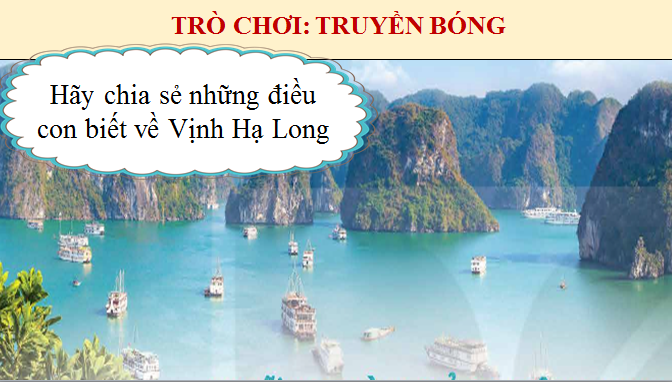 TRÒ CHƠI: TRUYỀN BÓNG
Hãy chia sẻ những điều
con biết về Vịnh Hạ Long